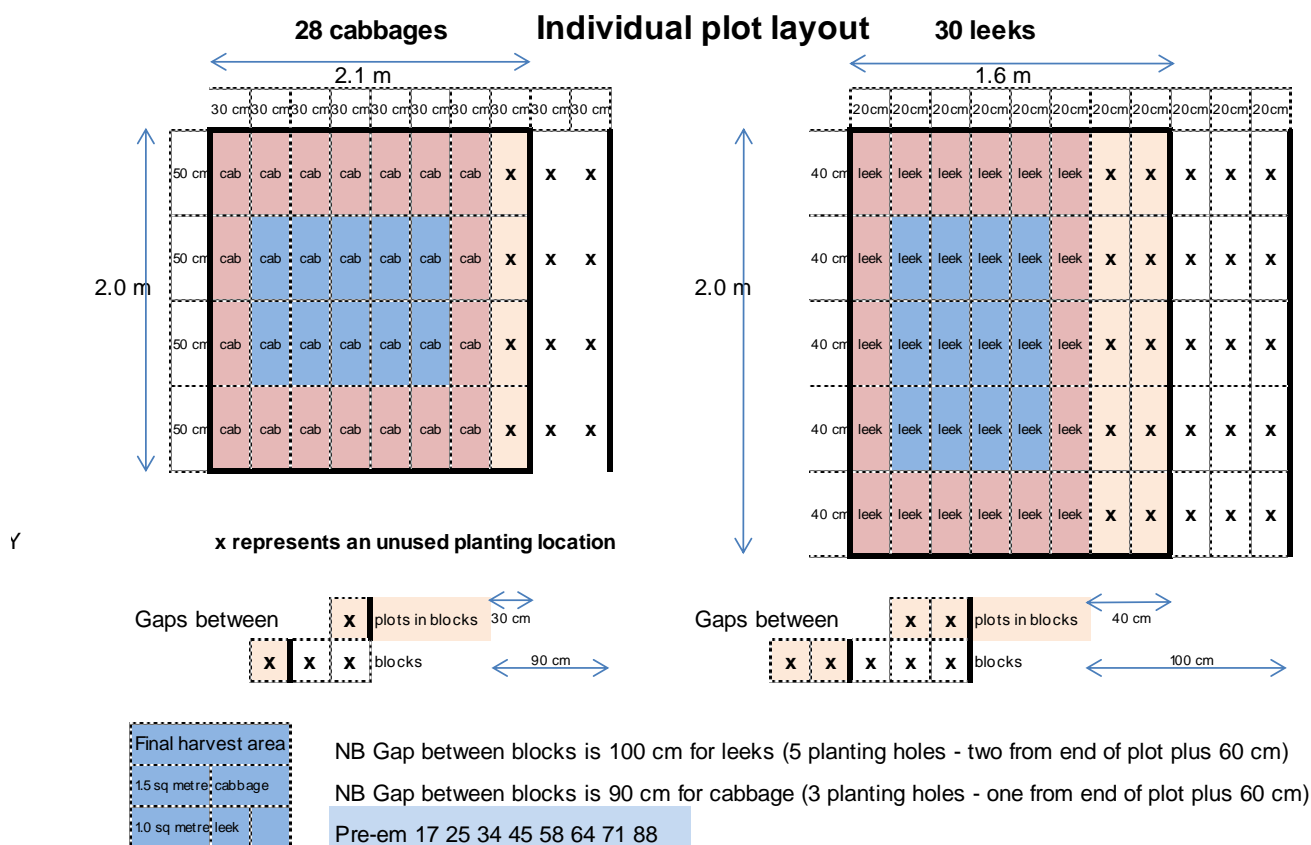 28 cabbages Individual plot layout 30 leeks
2.1 m 1.6 m
30 cm 30 cm 30 cm 30 cm 30 cm 30 cm 30 cm 30 cm 30 cm 30 cm 20cm 20cm 20cm 20cm 20cm 20cm 20cm 20cm 20cm 20cm 20cm
50 cm cab cab cab cab cab cab cab x x x 40 cm leek leek leek leek leek leek x x x x x
50 cm cab cab cab cab cab cab cab x x x 40 cm leek leek leek leek leek leek x x x x x
2.0 m 2.0 m
50 cm cab cab cab cab cab cab cab x x x 40 cm leek leek leek leek leek leek x x x x x
50 cm cab cab cab cab cab cab cab x x x 40 cm leek leek leek leek leek leek x x x x x
40 cm leek leek leek leek leek leek x x x x x
Y x represents an unused planting location
Gaps between x plots in blocks 30 cm Gaps between x x plots in blocks 40 cm
x x x blocks 90 cm x x x x x blocks 100 cm
Final harvest area
NB Gap between blocks is 100 cm for leeks (5 planting holes - two from end of plot plus 60 cm)
1.5 sq metre cabbage
NB Gap between blocks is 90 cm for cabbage (3 planting holes - one from end of plot plus 60 cm)
1.0 sq metre leek
Pre-em 17 25 34 45 58 64 71 88